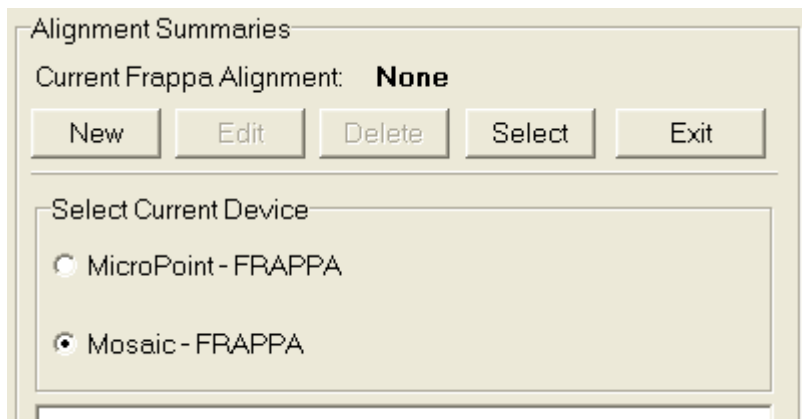 Alignment Summaries
Current Frappa Alignment: None
New Edit Delete Select Exit
Select Current Device
MicroPoint - FRAPPA
Mosaic - FRAPPA